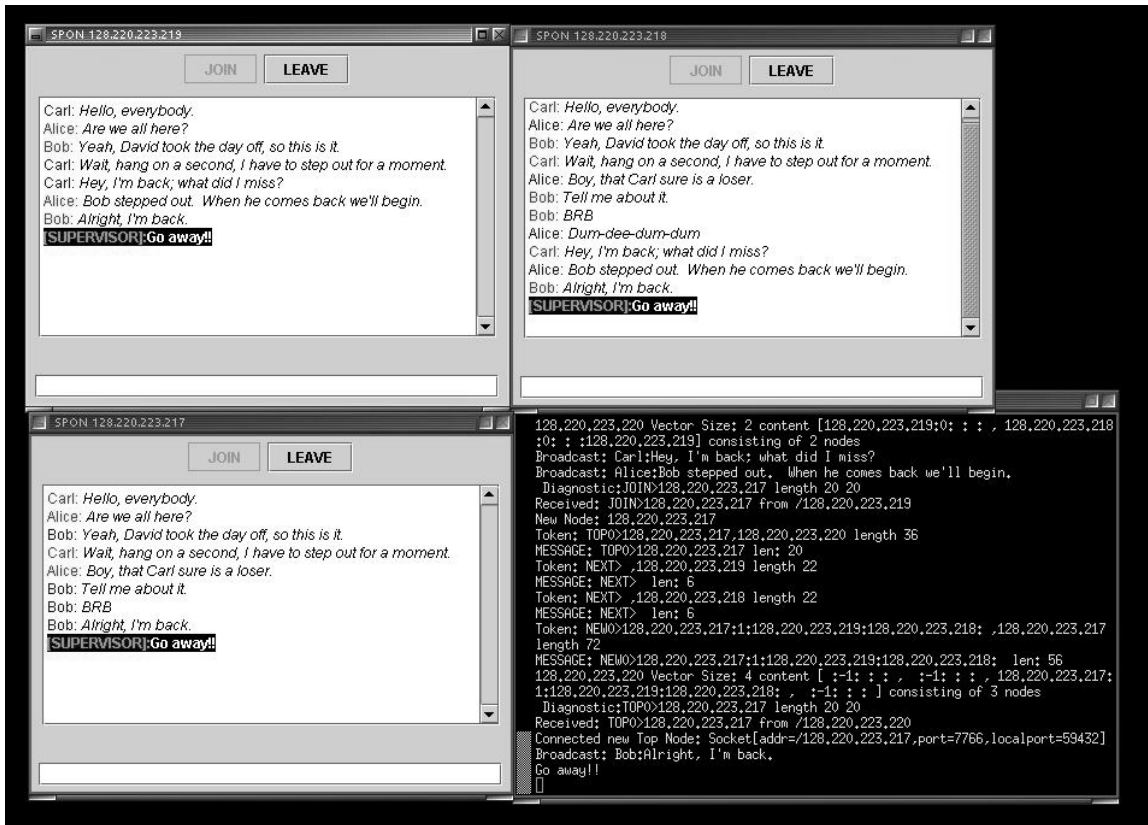 SPON 128.220.223.219
JOIN LEAVE
Carl: Hello, everybody.
Alice: Are we all here?
Bob: Yeah, David took the day off, so this is it.
Carl: Wait, hang on a second, I have to step out for a moment.
Carl: Hey, I'm back; what did I miss?
Alice: Bob stepped out.  When he comes back we'll begin.
Bob: Alright, I'm back.
[SUPERVISOR]:Go away!!
SPON 128.220.223.218
JOIN LEAVE
Carl: Hello, everybody.
Alice: Are we all here?
Bob: Yeah, David took the day off, so this is it.
Carl: Wait, hang on a second, I have to step out for a moment.
Alice: Boy, that Carl sure is a loser.
Bob: Tell me about it.
Bob: BRB
Alice: Dum-dee-dum-dum
Carl: Hey, I'm back; what did I miss?
Alice: Bob stepped out.  When he comes back we'll begin.
Bob: Alright, I'm back.
[SUPERVISOR]:Go away!!
SPON 128.220.223.217
JOIN LEAVE
Carl: Hello, everybody.
Alice: Are we all here?
Bob: Yeah, David took the day off, so this is it.
Carl: Wait, hang on a second, I have to step out for a moment.
Alice: Boy, that Carl sure is a loser.
Bob: Tell me about it.
Bob: BRB
Bob: Alright, I'm back.
[SUPERVISOR]:Go away!!
128.220.223.220 Vector Size: 2 content [128.220.223.219:0: : : , 128.220.223.218
:0: : :128.220.223.219] consisting of 2 nodes
Broadcast: Carl:Hey, I'm back; what did I miss?
Broadcast: Alice:Bob stepped out.  When he comes back we'll begin.
 Diagnostic:JOIN>128.220.223.217 length 20 20
Received: JOIN>128.220.223.217 from /128.220.223.219
New Node: 128.220.223.217
Token: TOPO>128.220.223.217,128.220.223.220 length 36
MESSAGE: TOPO>128.220.223.217 len: 20
Token: NEXT> ,128.220.223.219 length 22
MESSAGE: NEXT>  len: 6
Token: NEXT> ,128.220.223.218 length 22
MESSAGE: NEXT>  len: 6
Token: NEWO>128.220.223.217:1:128.220.223.219:128.220.223.218: ,128.220.223.217
length 72
MESSAGE: NEWO>128.220.223.217:1:128.220.223.219:128.220.223.218:  len: 56
128.220.223.220 Vector Size: 4 content [ :-1: : : ,  :-1: : : , 128.220.223.217:
1:128.220.223.219:128.220.223.218: ,  :-1: : : ] consisting of 3 nodes
 Diagnostic:TOPO>128.220.223.217 length 20 20
Received: TOPO>128.220.223.217 from /128.220.223.220
Connected new Top Node: Socket[addr=/128.220.223.217,port=7766,localport=59432]
Broadcast: Bob:Alright, I'm back.
Go away!!